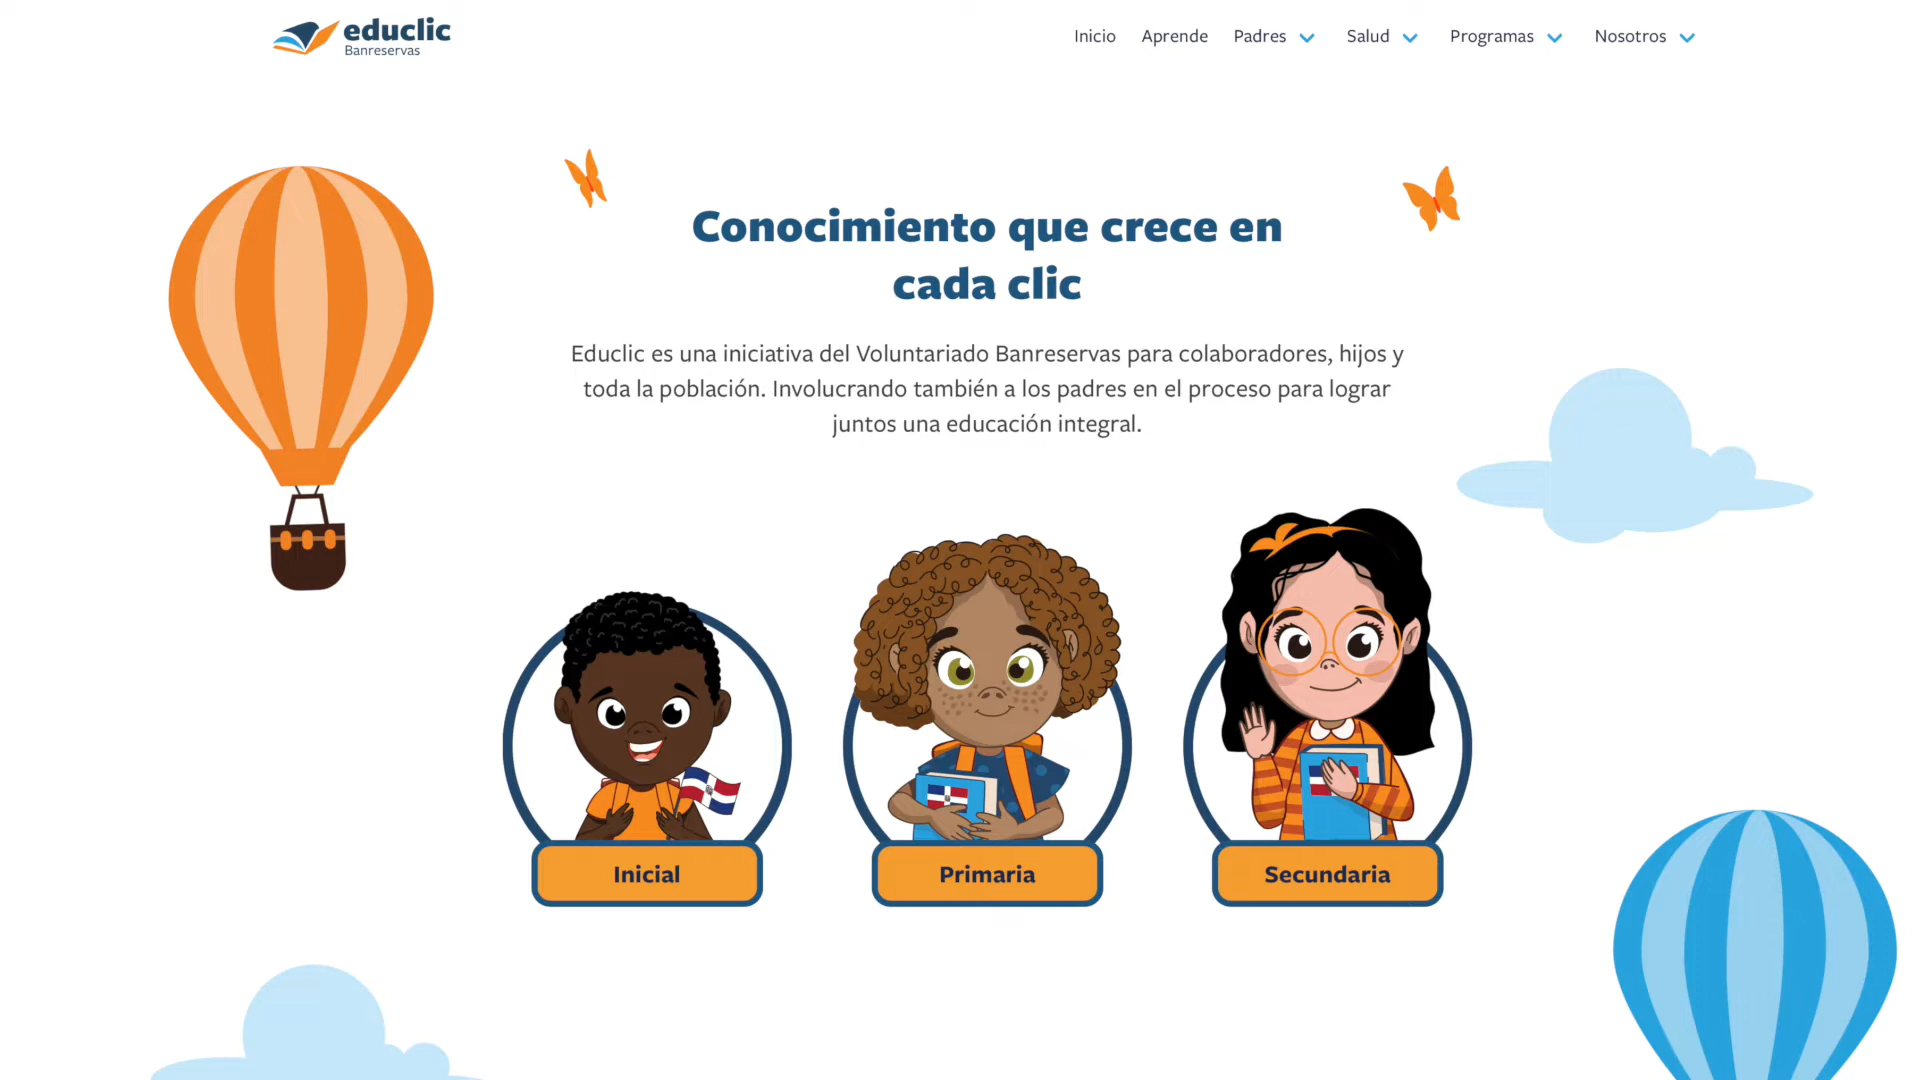 educlic
Banreservas
Inicio
Aprende
Padres
Salud
Programas
Nosotros
Conocimiento que crece en
cada clic
Educlic es una iniciativa del Voluntariado Banreservas para colaboradores, hijos y
toda la población. Involucrando también a los padres en el proceso para lograr
juntos una educación integral.
Inicial
Primaria
Secundaria